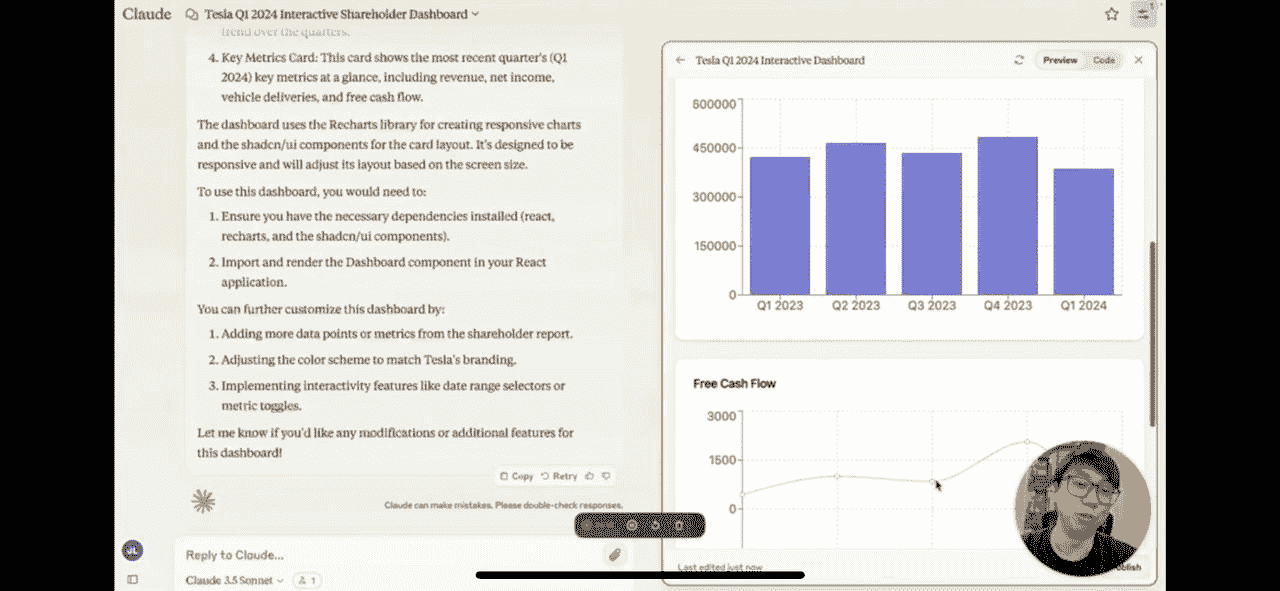 Claude
Tesla Q1 2024 Interactive Shareholder Dashboard
trend over the quarters.
4. Key Metrics Card: This card shows the most recent quarter's (Q1
2024) key metrics at a glance, including revenue, net income,
vehicle deliveries, and free cash flow.
The dashboard uses the Recharts library for creating responsive charts
and the shadcn/ui components for the card layout. It's designed to be
responsive and will adjust its layout based on the screen size.
To use this dashboard, you would need to:
1. Ensure you have the necessary dependencies installed (react,
recharts, and the shadcn/ui components).
2. Import and render the Dashboard component in your React
application.
You can further customize this dashboard by:
1. Adding more data points or metrics from the shareholder report.
2. Adjusting the color scheme to match Tesla's branding.
3. Implementing interactivity features like date range selectors or
metric toggles.
Let me know if you'd like any modifications or additional features for
this dashboard!
Copy Retry
Claude can make mistakes. Please double-check responses.
Reply to Claude...
Claude 3.5 Sonnet 1
Tesla Q1 2024 Interactive Dashboard
Preview Code
600000
450000
300000
150000
0
Q1 2023 Q2 2023 Q3 2023 Q4 2023 Q1 2024
Free Cash Flow
3000
1500
0
Last edited just now